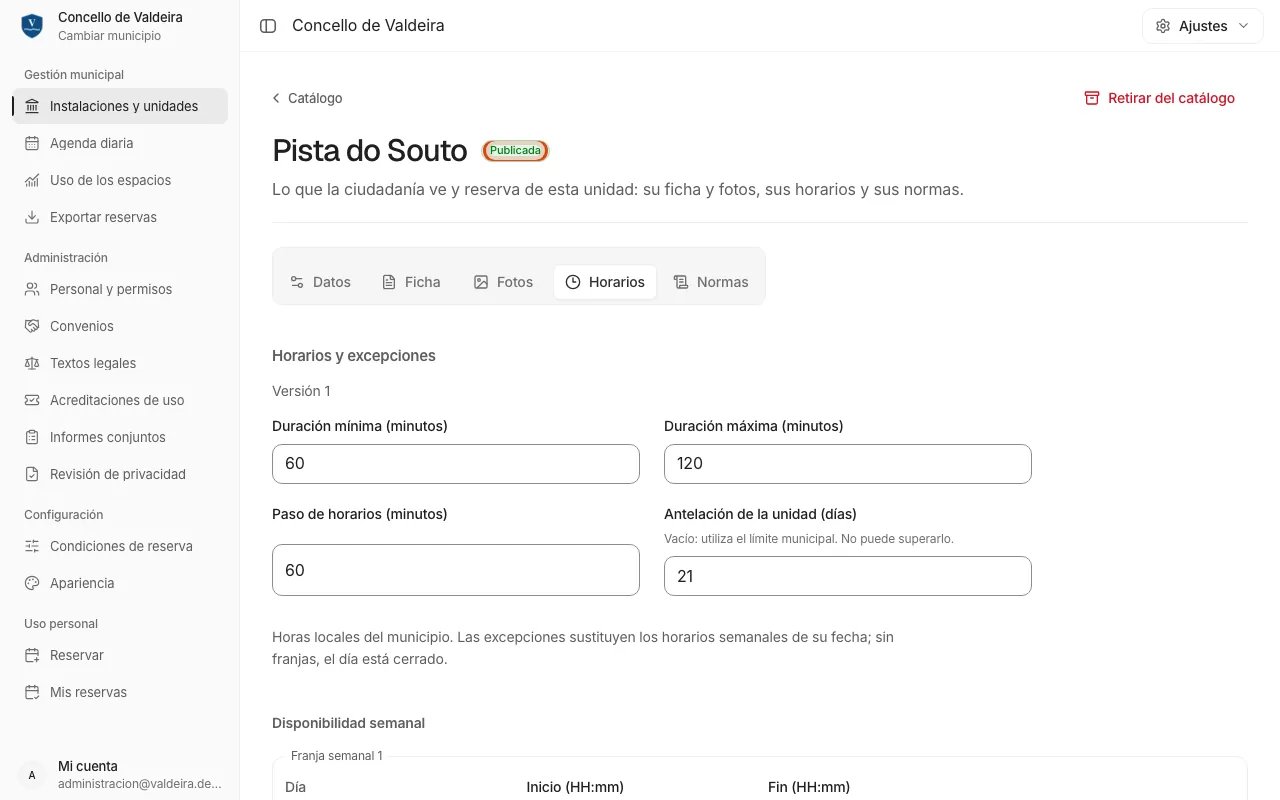 Concello de Valdeira
Cambiar municipio
Gestión municipal
Instalaciones y unidades
Agenda diaria
Uso de los espacios
Exportar reservas
Administración
Personal y permisos
Convenios
Textos legales
Acreditaciones de uso
Informes conjuntos
Revisión de privacidad
Configuración
Condiciones de reserva
Apariencia
Uso personal
Reservar
Mis reservas
A
Mi cuenta
administracion@valdeira.de...
Concello de Valdeira
Ajustes
Catálogo
Retirar del catálogo
Pista do Souto
Publicada
Lo que la ciudadanía ve y reserva de esta unidad: su ficha y fotos, sus horarios y sus normas.
Datos
Ficha
Fotos
Horarios
Normas
Horarios y excepciones
Versión 1
Duración mínima (minutos)
60
Duración máxima (minutos)
120
Paso de horarios (minutos)
60
Antelación de la unidad (días)
Vacío: utiliza el límite municipal. No puede superarlo.
21
Horas locales del municipio. Las excepciones sustituyen los horarios semanales de su fecha; sin
franjas, el día está cerrado.
Disponibilidad semanal
Franja semanal 1
Día
Inicio (HH:mm)
Fin (HH:mm)